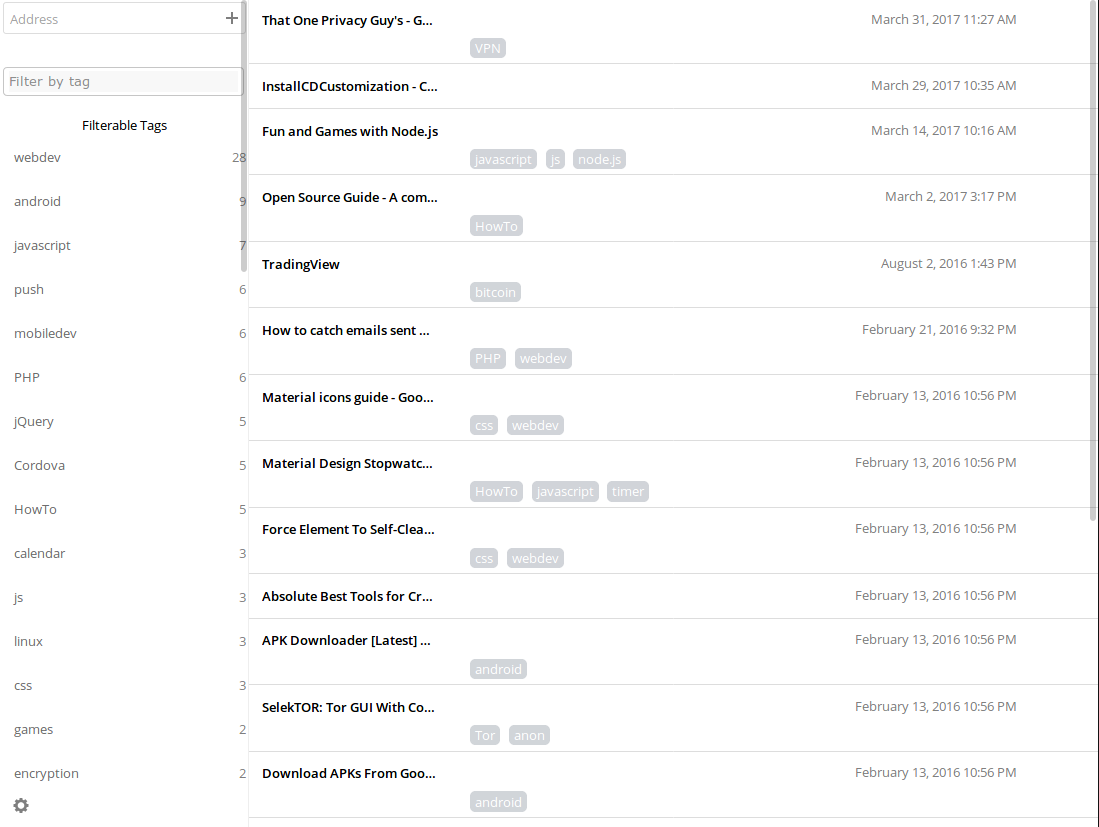 Address
Filter by tag
Filterable Tags
webdev 28
android 9
javascript 7
push 6
mobiledev 6
PHP 6
jQuery 5
Cordova 5
HowTo 5
calendar 3
js 3
linux 3
css 3
games 2
encryption 2
That One Privacy Guy's - G... March 31, 2017 11:27 AM
VPN
InstallCDCustomization - C... March 29, 2017 10:35 AM
Fun and Games with Node.js March 14, 2017 10:16 AM
javascript js node.js
Open Source Guide - A com... March 2, 2017 3:17 PM
HowTo
TradingView August 2, 2016 1:43 PM
bitcoin
How to catch emails sent ... February 21, 2016 9:32 PM
PHP webdev
Material icons guide - Goo... February 13, 2016 10:56 PM
css webdev
Material Design Stopwatc... February 13, 2016 10:56 PM
HowTo javascript timer
Force Element To Self-Clea... February 13, 2016 10:56 PM
css webdev
Absolute Best Tools for Cr... February 13, 2016 10:56 PM
APK Downloader [Latest] ... February 13, 2016 10:56 PM
android
SelekTOR: Tor GUI With Co... February 13, 2016 10:56 PM
Tor anon
Download APKs From Goo... February 13, 2016 10:56 PM
android